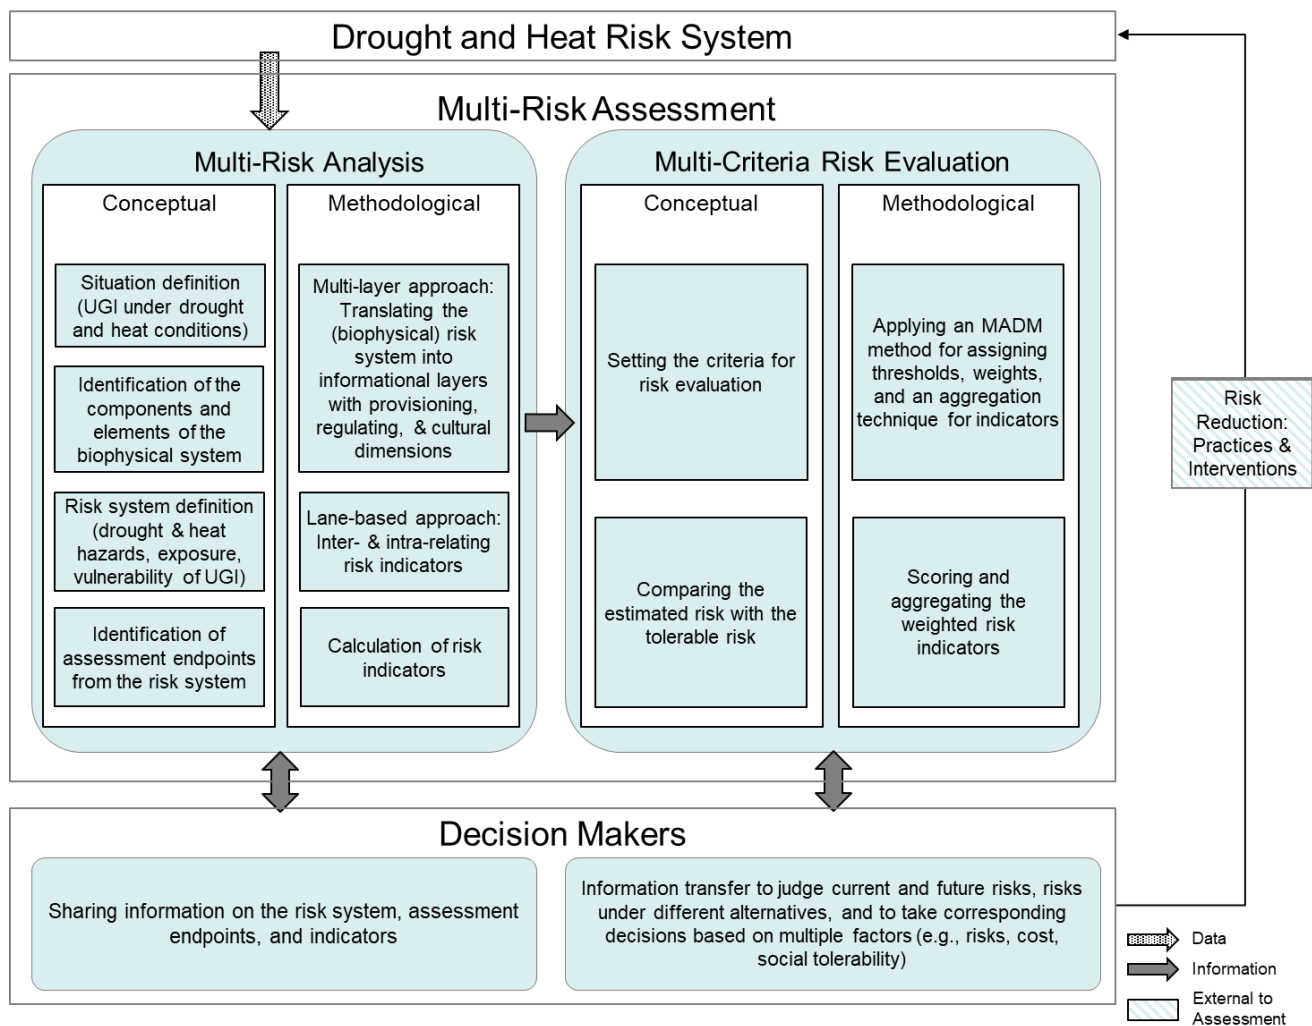 Drought and Heat Risk System
Multi-Risk Assessment
Multi-Risk Analysis
Conceptual
Situation definition
(UGI under drought
and heat conditions)
Identification of the
components and
elements of the
biophysical system
Risk system definition
(drought & heat
hazards, exposure,
vulnerability of UGI)
Identification of
assessment endpoints
from the risk system
Methodological
Multi-layer approach:
Translating the
(biophysical) risk
system into
informational layers
with provisioning,
regulating, & cultural
dimensions
Lane-based approach:
Inter- & intra-relating
risk indicators
Calculation of risk
indicators
Multi-Criteria Risk Evaluation
Conceptual
Setting the criteria for
risk evaluation
Comparing the
estimated risk with the
tolerable risk
Methodological
Applying an MADM
method for assigning
thresholds, weights,
and an aggregation
technique for indicators
Scoring and
aggregating the
weighted risk
indicators
Risk
Reduction:
Practices &
Interventions
Decision Makers
Sharing information on the risk system, assessment
endpoints, and indicators
Information transfer to judge current and future risks, risks
under different alternatives, and to take corresponding
decisions based on multiple factors (e.g., risks, cost,
social tolerability)
Data
Information
External to
Assessment